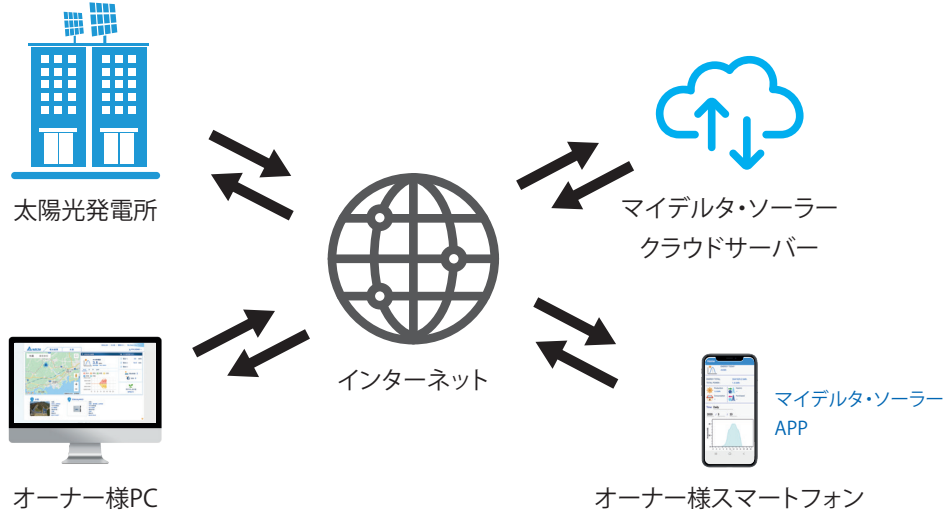 太陽光発電所
マイデルタ・ソーラー
クラウドサーバー
インターネット
マイデルタ・ソーラー
APP
オーナー様PC
オーナー様スマートフォン